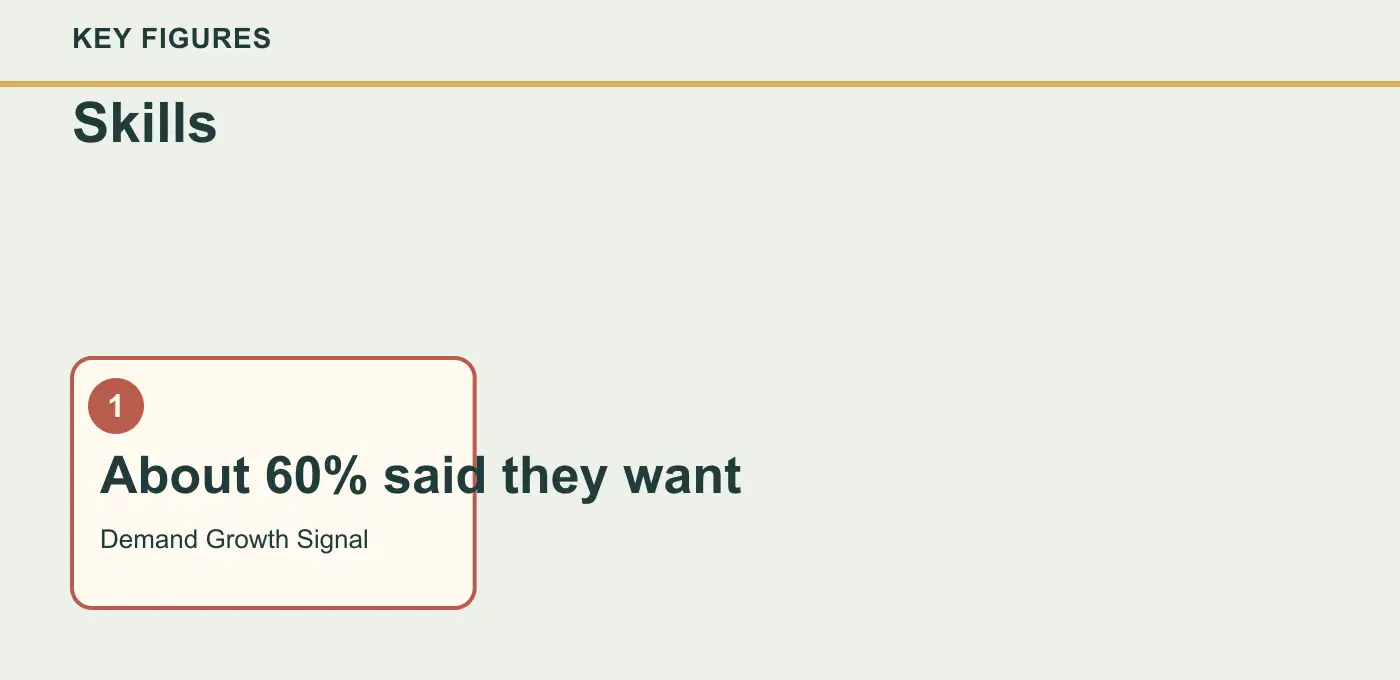 KEY FIGURES
Skills
1
About 60% said they want
Demand Growth Signal